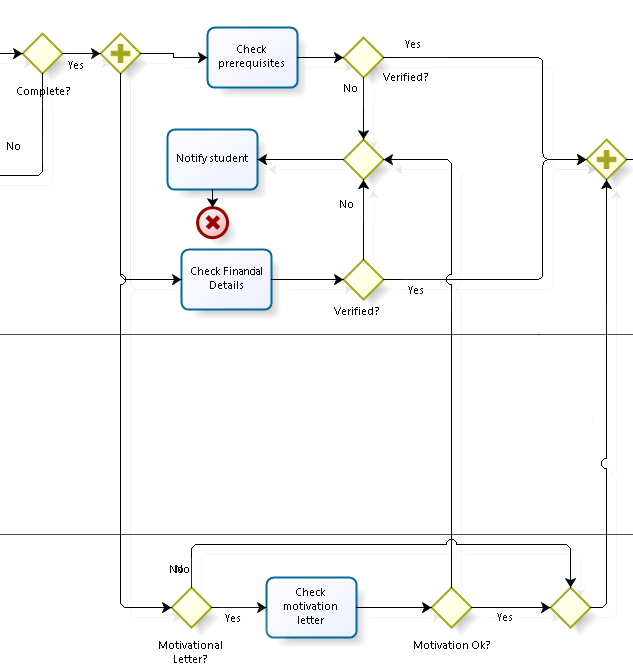 Check
prerequisites
Yes
Yes
Verified?
Complete?
No
No
Notify student
No
Check Financial
Details
Yes
Verified?
No
Check
motivation
letter
Yes
Yes
Motivational
Letter?
Motivation Ok?